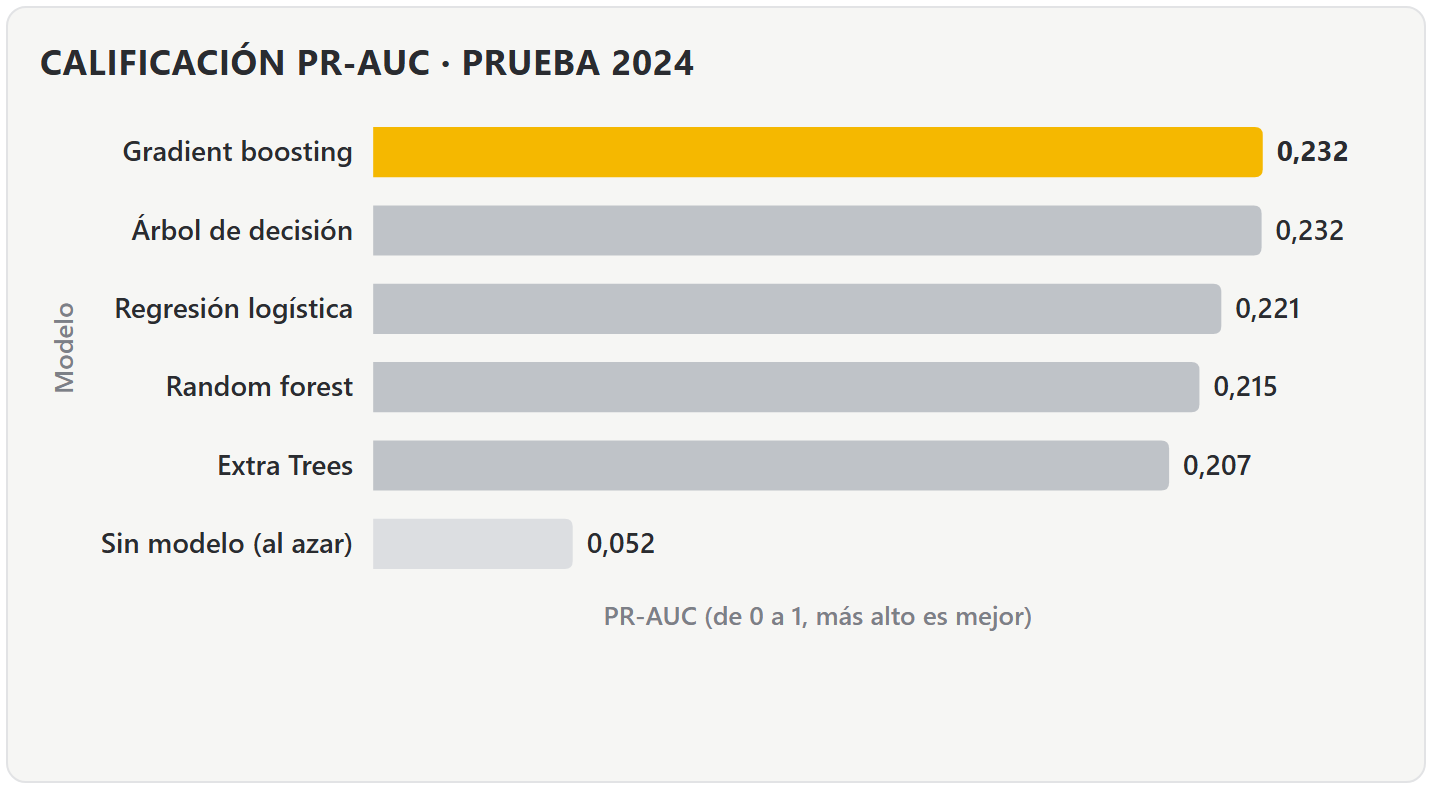 CALIFICACIÓN PR-AUC · PRUEBA 2024
Gradient boosting 0,232
Árbol de decisión 0,232
Regresión logística 0,221
Random forest 0,215
Extra Trees 0,207
Sin modelo (al azar) 0,052
Modelo
PR-AUC (de 0 a 1, más alto es mejor)